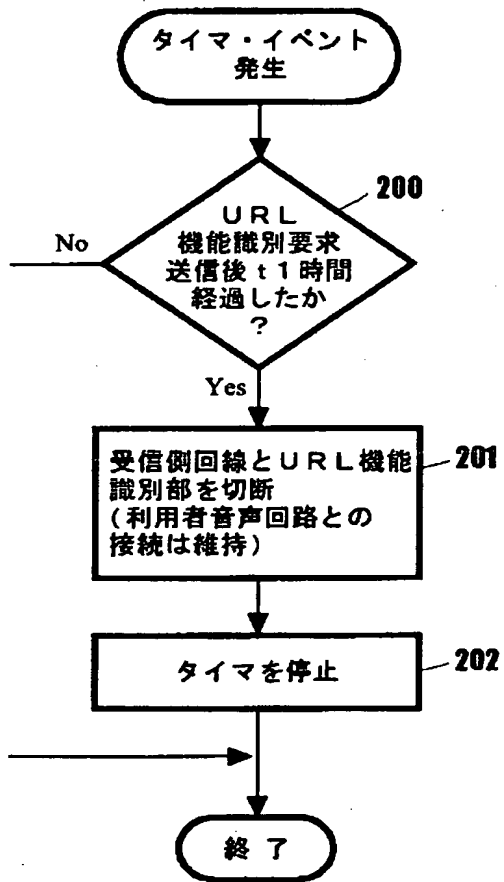 タイマ・イベント
発生
200
URL
機能識別要求
送信後t1時間
経過したか
?
No
Yes
受信側回線とURL機能
識別部を切断
(利用者音声回路との
接続は維持)
201
タイマを停止
202
終了